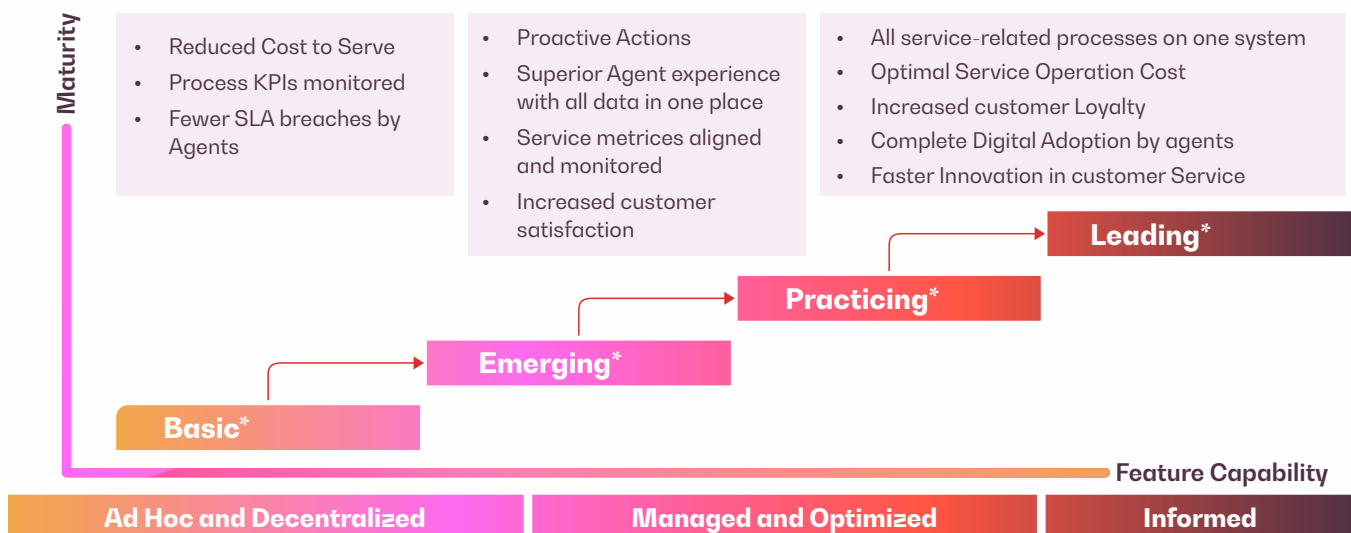 Maturity
• Reduced Cost to Serve
• Process KPIs monitored
• Fewer SLA breaches by
Agents
• Proactive Actions
• Superior Agent experience
with all data in one place
• Service metrices aligned
and monitored
• Increased customer
satisfaction
• All service-related processes on one system
• Optimal Service Operation Cost
• Increased customer Loyalty
• Complete Digital Adoption by agents
• Faster Innovation in customer Service
Leading*
Practicing*
Emerging*
Basic*
Feature Capability
Ad Hoc and Decentralized
Managed and Optimized
Informed